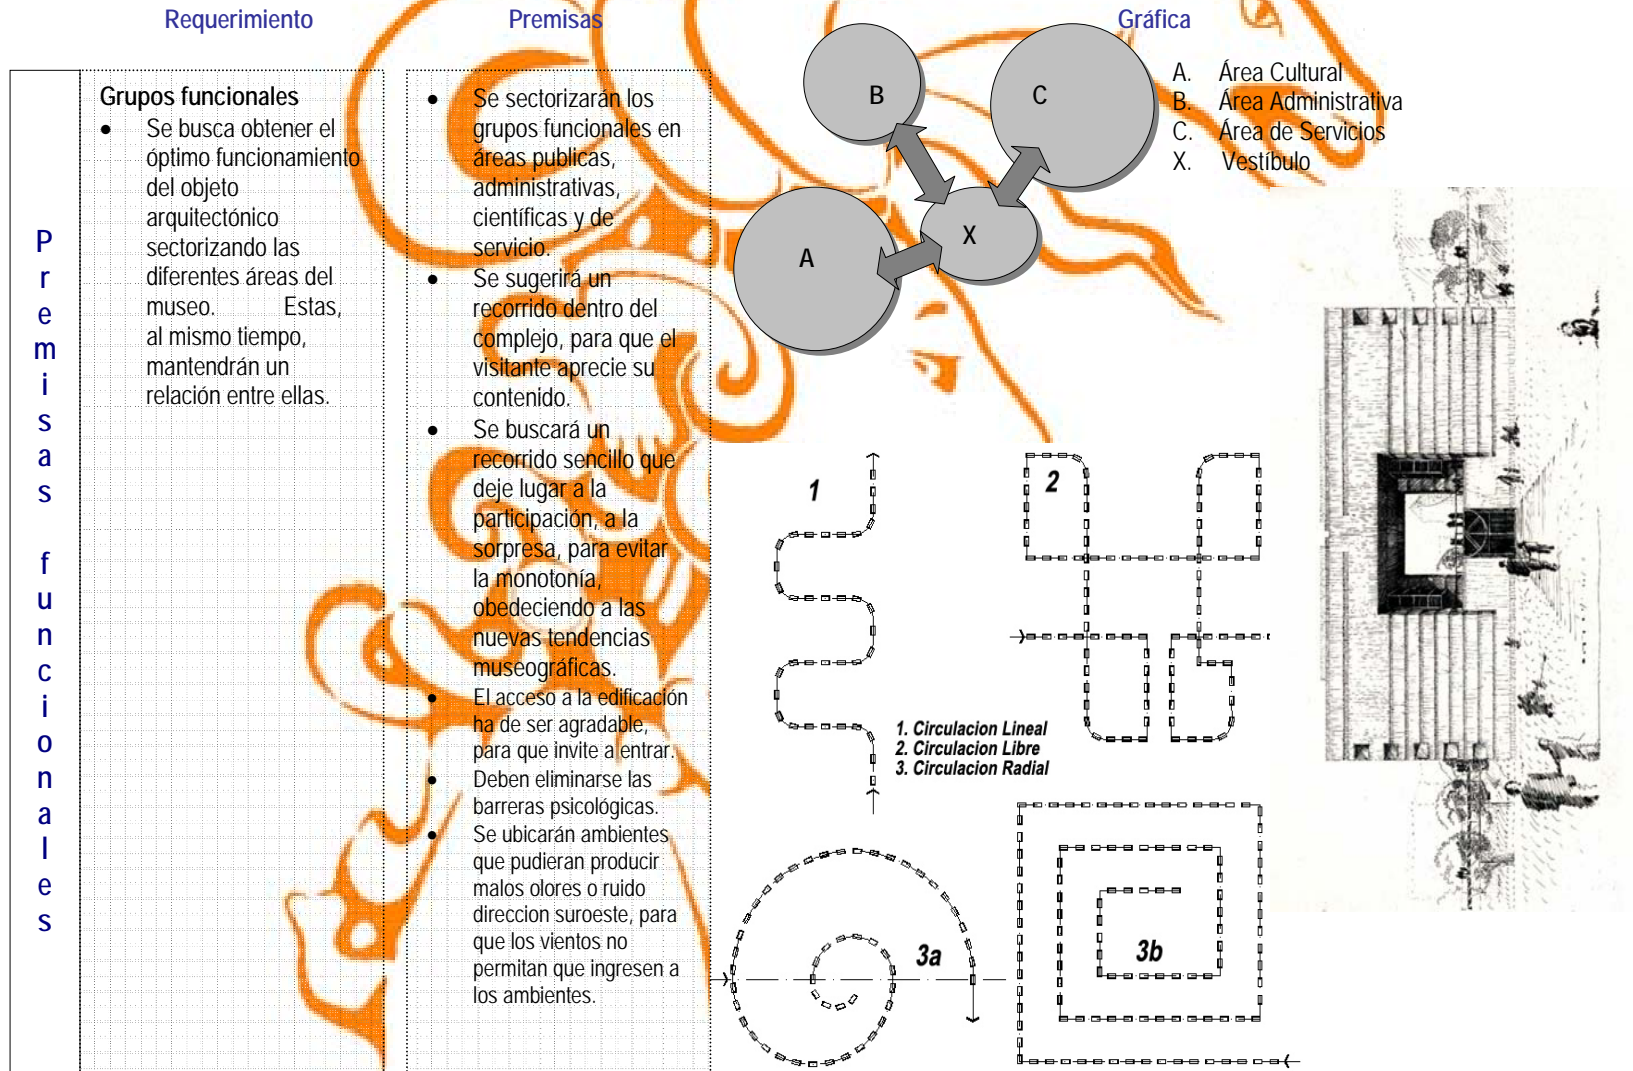 Requerimiento
Premisas
Gráfica
Premisas funcionales
Grupos funcionales
• Se busca obtener el
óptimo funcionamiento
del objeto
arquitectónico
sectorizando las
diferentes áreas del
museo. Estas,
al mismo tiempo,
mantendrán un
relación entre ellas.
• Se sectorizarán los
grupos funcionales en
áreas publicas,
administrativas,
científicas y de
servicio.
• Se sugerirá un
recorrido dentro del
complejo, para que el
visitante aprecie su
contenido.
• Se buscará un
recorrido sencillo que
deje lugar a la
participación, a la
sorpresa, para evitar
la monotonía,
obedeciendo a las
nuevas tendencias
museográficas.
• El acceso a la edificación
ha de ser agradable,
para que invite a entrar.
• Deben eliminarse las
barreras psicológicas.
• Se ubicarán ambientes
que pudieran producir
malos olores o ruido
direccion suroeste, para
que los vientos no
permitan que ingresen a
los ambientes.
B
C
A
X
A. Área Cultural
B. Área Administrativa
C. Área de Servicios
X. Vestíbulo
1
2
1. Circulacion Lineal
2. Circulacion Libre
3. Circulacion Radial
3a
3b